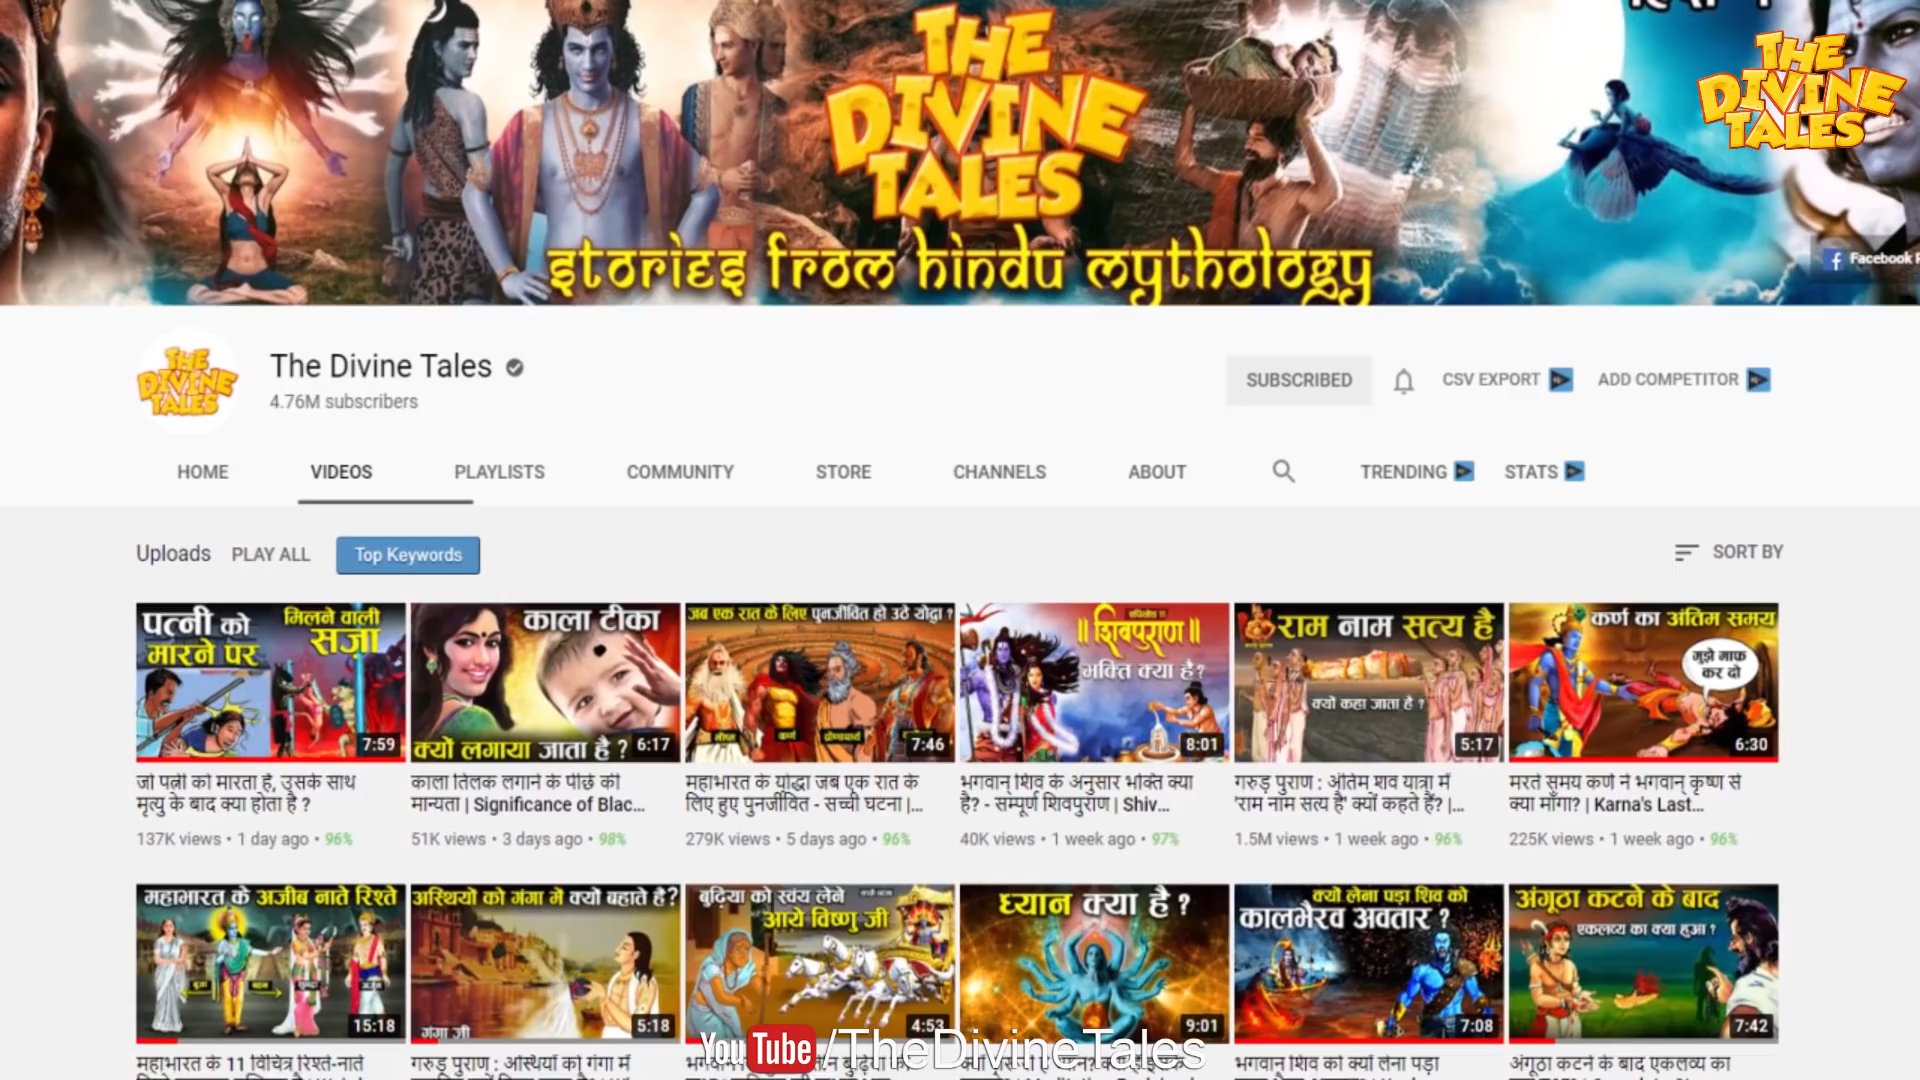 THE
DIVINE
TALES
stories from hindu mythology
THE
DIVINE
TALES
Facebook
THE
DIVINE
TALES
The Divine Tales
4.76M subscribers
SUBSCRIBED
CSV EXPORT
ADD COMPETITOR
HOME
VIDEOS
PLAYLISTS
COMMUNITY
STORE
CHANNELS
ABOUT
TRENDING
STATS
Uploads
PLAY ALL
Top Keywords
SORT BY
पत्नी को
मारने पर
मिलने वाली
सजा
7:59
काला टीका
क्यों लगाया जाता है ?
6:17
जब एक रात के लिए पुनर्जीवित हो उठे योद्धा ?
भीष्म
कर्ण
द्रोणाचार्य
7:46
॥ शिवपुराण ॥
भक्ति क्या है?
8:01
राम नाम सत्य है
क्यों कहा जाता है ?
5:17
कर्ण का अंतिम समय
मुझे माफ
कर दो
6:30
जो पत्नी को मारता है, उसके साथ
मृत्यु के बाद क्या होता है ?
137K views • 1 day ago • 96%
काला तिलक लगाने के पीछे की
मान्यता | Significance of Blac...
51K views • 3 days ago • 98%
महाभारत के योद्धा जब एक रात के
लिए हुए पुनर्जीवित - सच्ची घटना |...
279K views • 5 days ago • 96%
भगवान् शिव के अनुसार भक्ति क्या
है? - सम्पूर्ण शिवपुराण | Shiv...
40K views • 1 week ago • 97%
गरुड़ पुराण : अंतिम शव यात्रा में
'राम नाम सत्य है' क्यों कहते हैं? |...
1.5M views • 1 week ago • 96%
मरते समय कर्ण ने भगवान् कृष्ण से
क्या माँगा? | Karna's Last...
225K views • 1 week ago • 96%
महाभारत के अजीब नाते रिश्ते
15:18
अस्थियों को गंगा में क्यों बहाते हैं?
गंगा जी
5:18
बुढ़िया को स्वंय लेने
आये विष्णु जी
4:53
ध्यान क्या है ?
9:01
क्यों लेना पड़ा शिव को
कालभैरव अवतार ?
7:08
अंगूठा कटने के बाद
एकलव्य का क्या हुआ ?
7:42
महाभारत के 11 विचित्र रिश्ते-नाते
गरुड़ पुराण : अस्थियों को गंगा में
भगवान शिव को क्यों लेना पड़ा
अंगूठा कटने के बाद एकलव्य का
YouTube/TheDivineTales